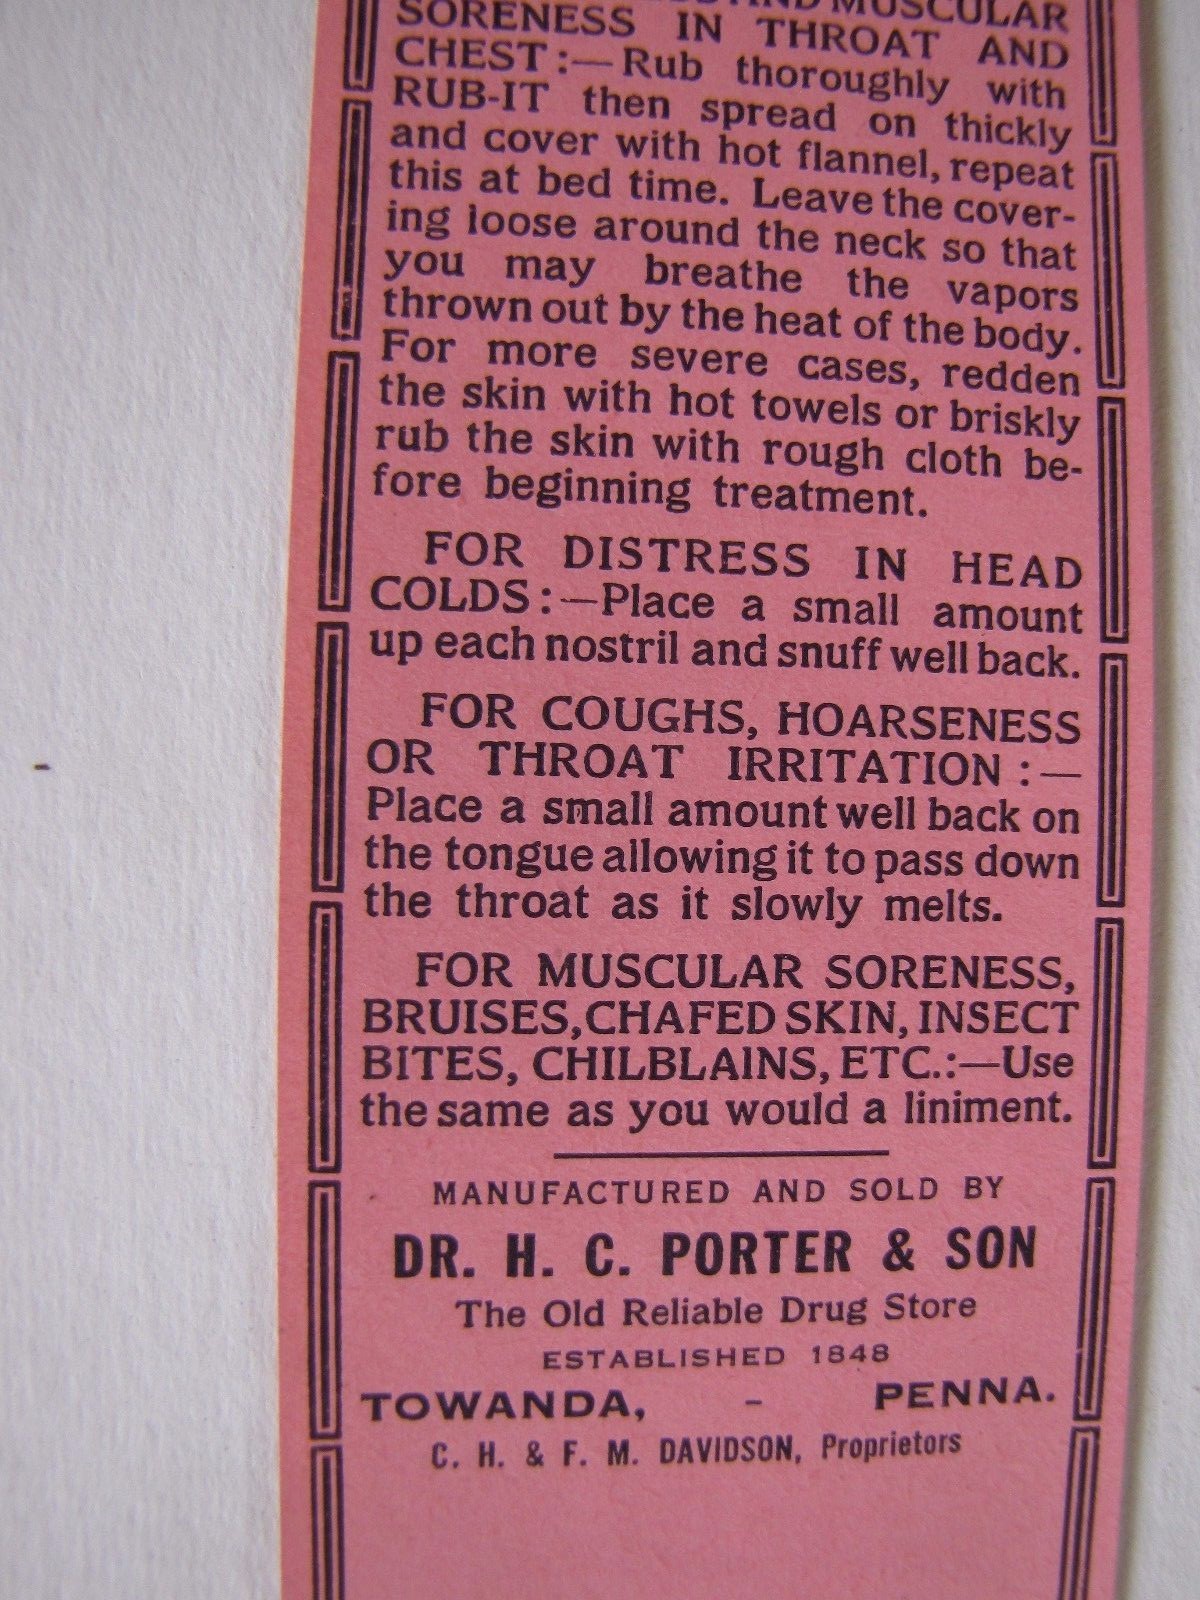 AND MUSCULAR
SORENESS IN THROAT AND
CHEST:—Rub thoroughly with
RUB-IT then spread on thickly
and cover with hot flannel, repeat
this at bed time. Leave the cover-
ing loose around the neck so that
you may breathe the vapors
thrown out by the heat of the body.
For more severe cases, redden
the skin with hot towels or briskly
rub the skin with rough cloth be-
fore beginning treatment.
FOR DISTRESS IN HEAD
COLDS:—Place a small amount
up each nostril and snuff well back.
FOR COUGHS, HOARSENESS
OR THROAT IRRITATION:—
Place a small amount well back on
the tongue allowing it to pass down
the throat as it slowly melts.
FOR MUSCULAR SORENESS,
BRUISES, CHAFED SKIN, INSECT
BITES, CHILBLAINS, ETC.:—Use
the same as you would a liniment.
MANUFACTURED AND SOLD BY
DR. H. C. PORTER & SON
The Old Reliable Drug Store
ESTABLISHED 1848
TOWANDA, - PENNA.
C. H. & F. M. DAVIDSON, Proprietors